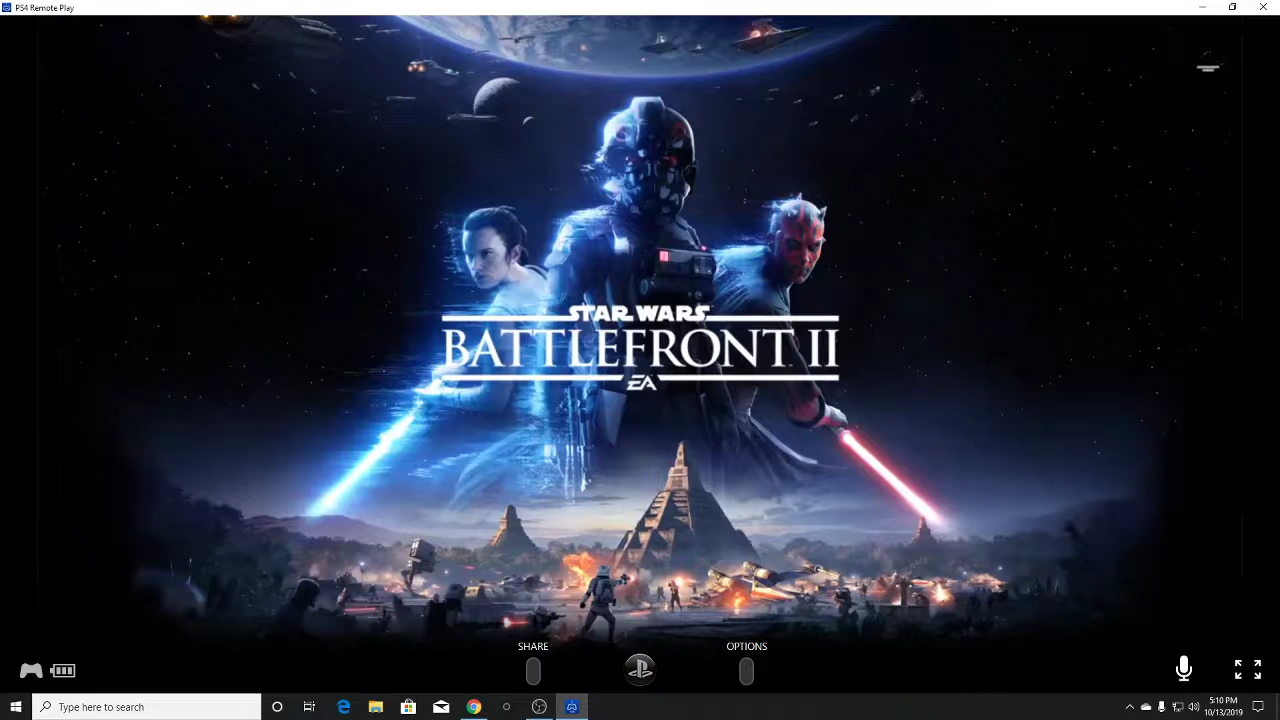 PS4 Remote Play
STAR WARS
BATTLEFRONT II
EA
SHARE
OPTIONS
Type here to search
5:10 PM
10/13/2019